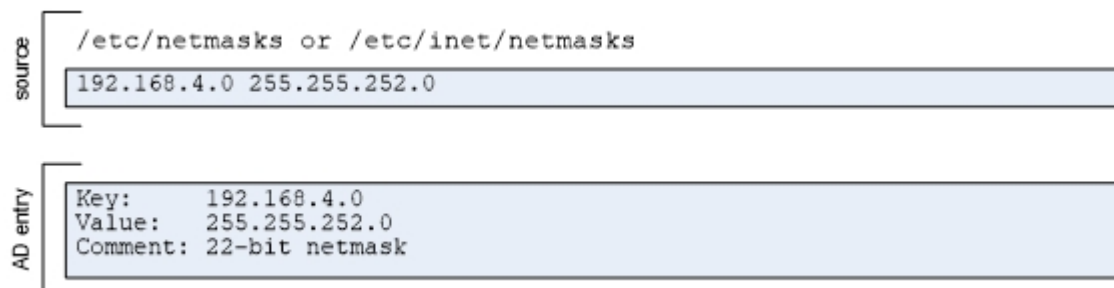 source
/etc/netmasks or /etc/inet/netmasks
192.168.4.0 255.255.252.0
AD entry
Key: 192.168.4.0
Value: 255.255.252.0
Comment: 22-bit netmask